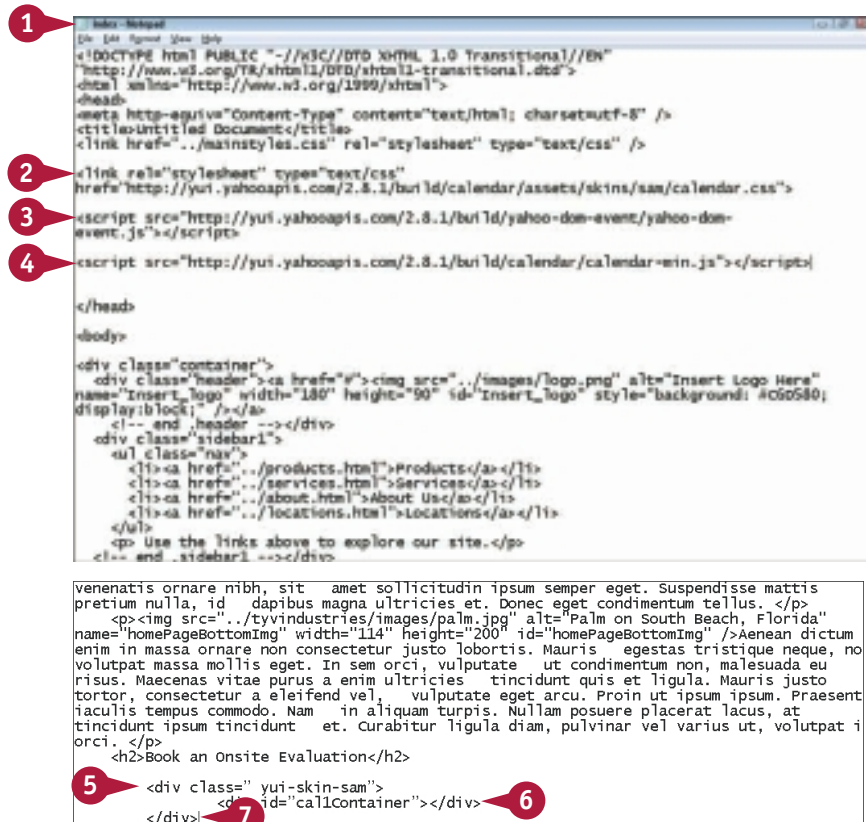 1
index - Notepad
File Edit Format View Help
<!DOCTYPE html PUBLIC "-//W3C//DTD XHTML 1.0 Transitional//EN"
"http://www.w3.org/TR/xhtml1/DTD/xhtml1-transitional.dtd">
<html xmlns="http://www.w3.org/1999/xhtml">
<head>
<meta http-equiv="Content-Type" content="text/html; charset=utf-8" />
<title>Untitled Document</title>
<link href="../mainstyles.css" rel="stylesheet" type="text/css" />
2
<link rel="stylesheet" type="text/css"
href="http://yui.yahooapis.com/2.8.1/build/calendar/assets/skins/sam/calendar.css">
3
<script src="http://yui.yahooapis.com/2.8.1/build/yahoo-dom-event/yahoo-dom-
event.js"></script>
4
<script src="http://yui.yahooapis.com/2.8.1/build/calendar/calendar-min.js"></script>
</head>
<body>
<div class="container">
<div class="header"><a href="#"><img src="../images/logo.png" alt="Insert Logo Here"
name="Insert_logo" width="180" height="90" id="Insert_logo" style="background: #C6D580;
display:block;" /></a>
<!-- end .header --></div>
<div class="sidebar1">
<ul class="nav">
<li><a href="../products.html">Products</a></li>
<li><a href="../services.html">Services</a></li>
<li><a href="../about.html">About Us</a></li>
<li><a href="../locations.html">Locations</a></li>
</ul>
<p> Use the links above to explore our site.</p>
<!-- end .sidebar1 --></div>
venenatis ornare nibh, sit amet sollicitudin ipsum semper eget. Suspendisse mattis
pretium nulla, id dapibus magna ultricies et. Donec eget condimentum tellus. </p>
<p><img src="../tyvindustries/images/palm.jpg" alt="Palm on South Beach, Florida"
name="homePageBottomImg" width="114" height="200" id="homePageBottomImg" />Aenean dictum
enim in massa ornare non consectetur justo lobortis. Mauris egestas tristique neque, no
volutpat massa mollis eget. In sem orci, vulputate ut condimentum non, malesuada eu
risus. Maecenas vitae purus a enim ultricies tincidunt quis et ligula. Mauris justo
tortor, consectetur a eleifend vel, vulputate eget arcu. Proin ut ipsum ipsum. Praesent
iaculis tempus commodo. Nam in aliquam turpis. Nullam posuere placerat lacus, at
tincidunt ipsum tincidunt et. Curabitur ligula diam, pulvinar vel varius ut, volutpat i
orci. </p>
<h2>Book an Onsite Evaluation</h2>
5
<div class=” yui-skin-sam”>
<div id=“cal1Container”></div>
6
</div>
7